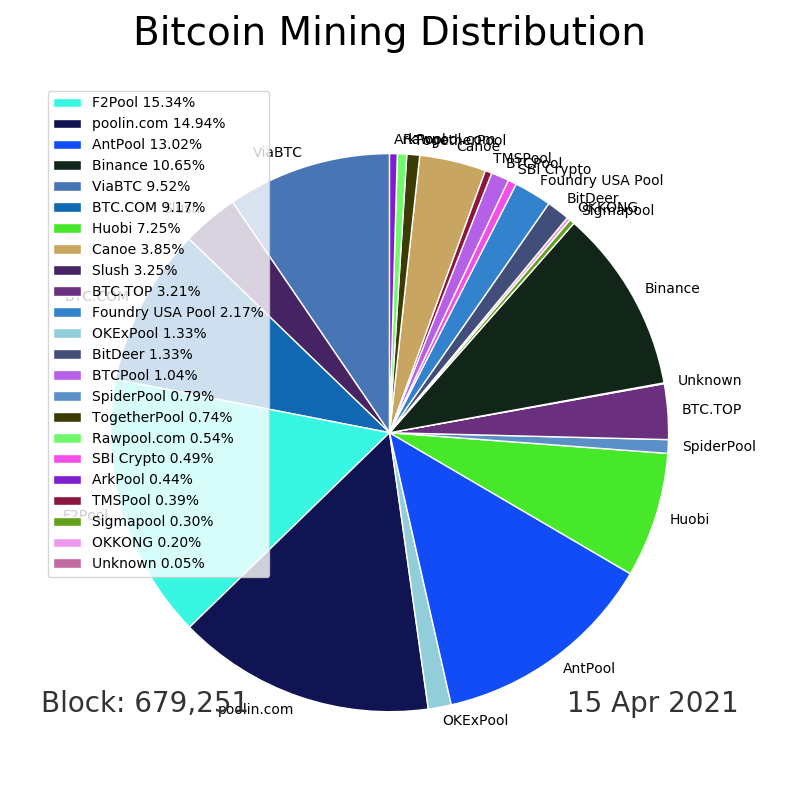 Bitcoin Mining Distribution
F2Pool 15.34%
poolin.com 14.94%
AntPool 13.02%
Binance 10.65%
ViaBTC 9.52%
BTC.COM 9.17%
Huobi 7.25%
Canoe 3.85%
Slush 3.25%
BTC.TOP 3.21%
Foundry USA Pool 2.17%
OKExPool 1.33%
BitDeer 1.33%
BTCPool 1.04%
SpiderPool 0.79%
TogetherPool 0.74%
Rawpool.com 0.54%
SBI Crypto 0.49%
ArkPool 0.44%
TMSPool 0.39%
Sigmapool 0.30%
OKKONG 0.20%
Unknown 0.05%
ViaBTC
Slush
BTC.COM
F2Pool
poolin.com
OKExPool
AntPool
Huobi
SpiderPool
BTC.TOP
Unknown
Binance
Sigmapool
OKKONG
BitDeer
Foundry USA Pool
SBI Crypto
BTCPool
TMSPool
Canoe
TogetherPool
Rawpool.com
ArkPool
Block: 679,251
15 Apr 2021